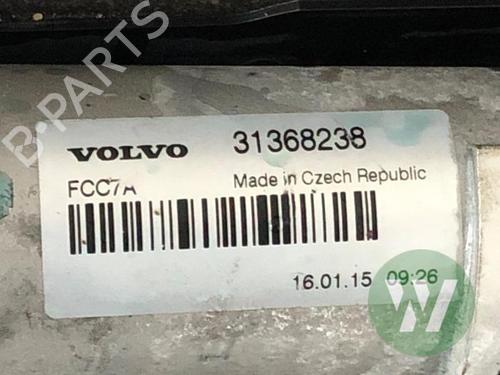 B-PARTS
VOLVO 31368238
FCC7A Made in Czech Republic
16.01.15 09:26
W